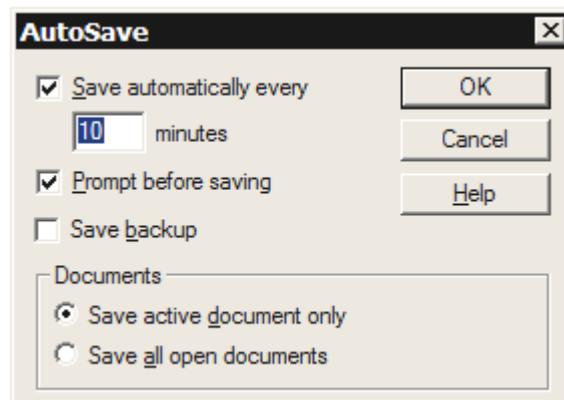 AutoSave
Save automatically every
OK
10 minutes
Cancel
Prompt before saving
Help
Save backup
Documents
Save active document only
Save all open documents